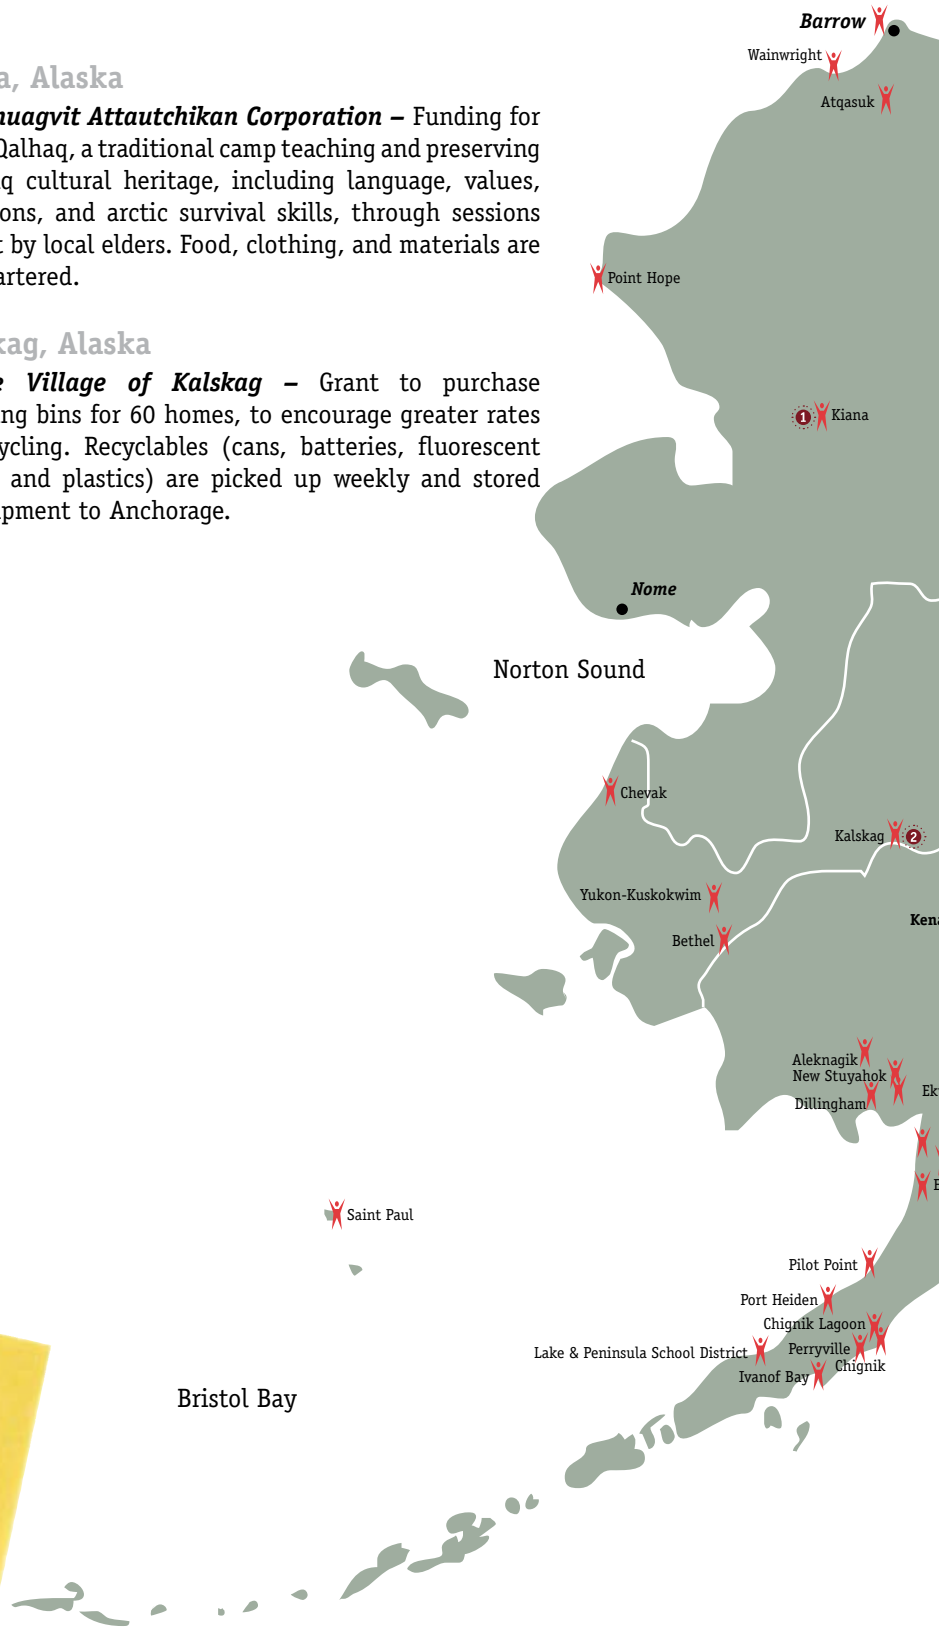 a, Alaska
nuagvit Attautchikan Corporation – Funding for
Qalhaq, a traditional camp teaching and preserving
q cultural heritage, including language, values,
ons, and arctic survival skills, through sessions
t by local elders. Food, clothing, and materials are
artered.
kag, Alaska
e Village of Kalskag – Grant to purchase
ng bins for 60 homes, to encourage greater rates
ycling. Recyclables (cans, batteries, fluorescent
and plastics) are picked up weekly and stored
pment to Anchorage.
Barrow
Wainwright
Atqasuk
Point Hope
1 Kiana
Nome
Norton Sound
Chevak
Kalskag 2
Yukon-Kuskokwim
Ken
Bethel
Aleknagik
New Stuyahok
Ek
Dillingham
E
Saint Paul
Pilot Point
Port Heiden
Chignik Lagoon
Lake & Peninsula School District
Perryville
Chignik
Ivanof Bay
Bristol Bay